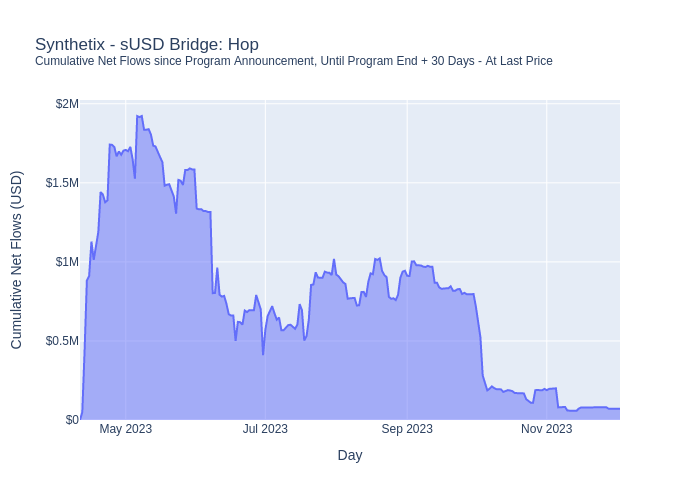 Synthetix - sUSD Bridge: Hop
Cumulative Net Flows since Program Announcement, Until Program End + 30 Days - At Last Price
Cumulative Net Flows (USD)
$2M
$1.5M
$1M
$0.5M
$0
May 2023
Jul 2023
Sep 2023
Nov 2023
Day